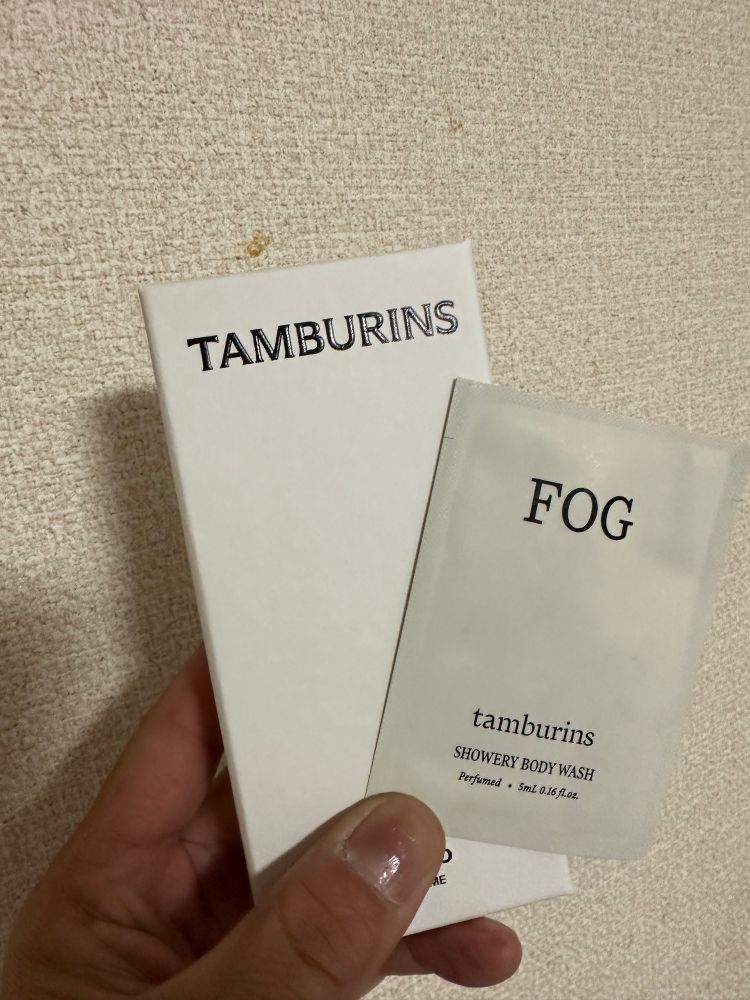 TAMBURINS
FOG
tamburins
SHOWERY BODY WASH
Perfumed • 5mL 0.16 fl.oz.